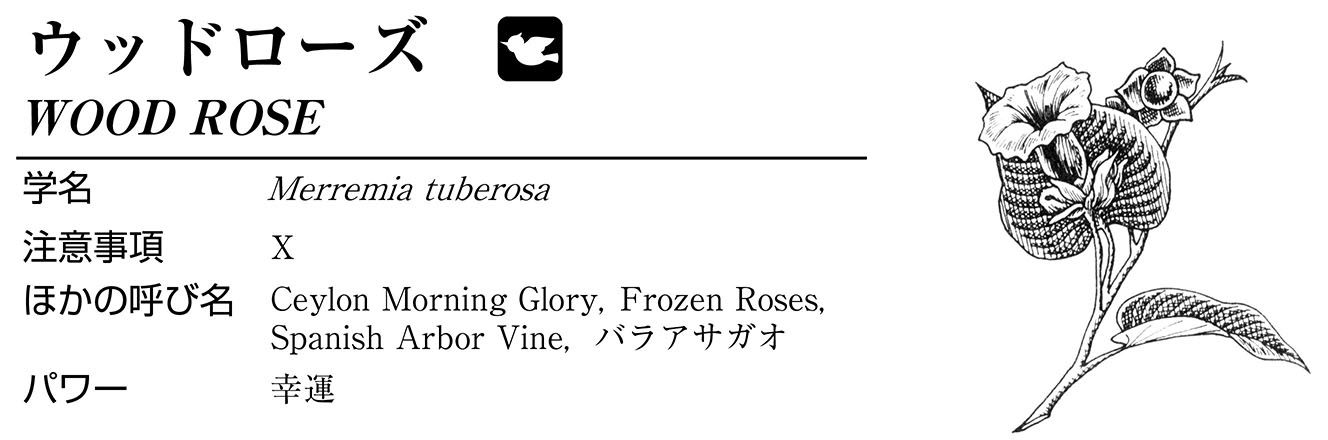 ウッドローズ
WOOD ROSE
学名 Merremia tuberosa
注意事項 X
ほかの呼び名 Ceylon Morning Glory, Frozen Roses,
Spanish Arbor Vine, バラアサガオ
パワー 幸運